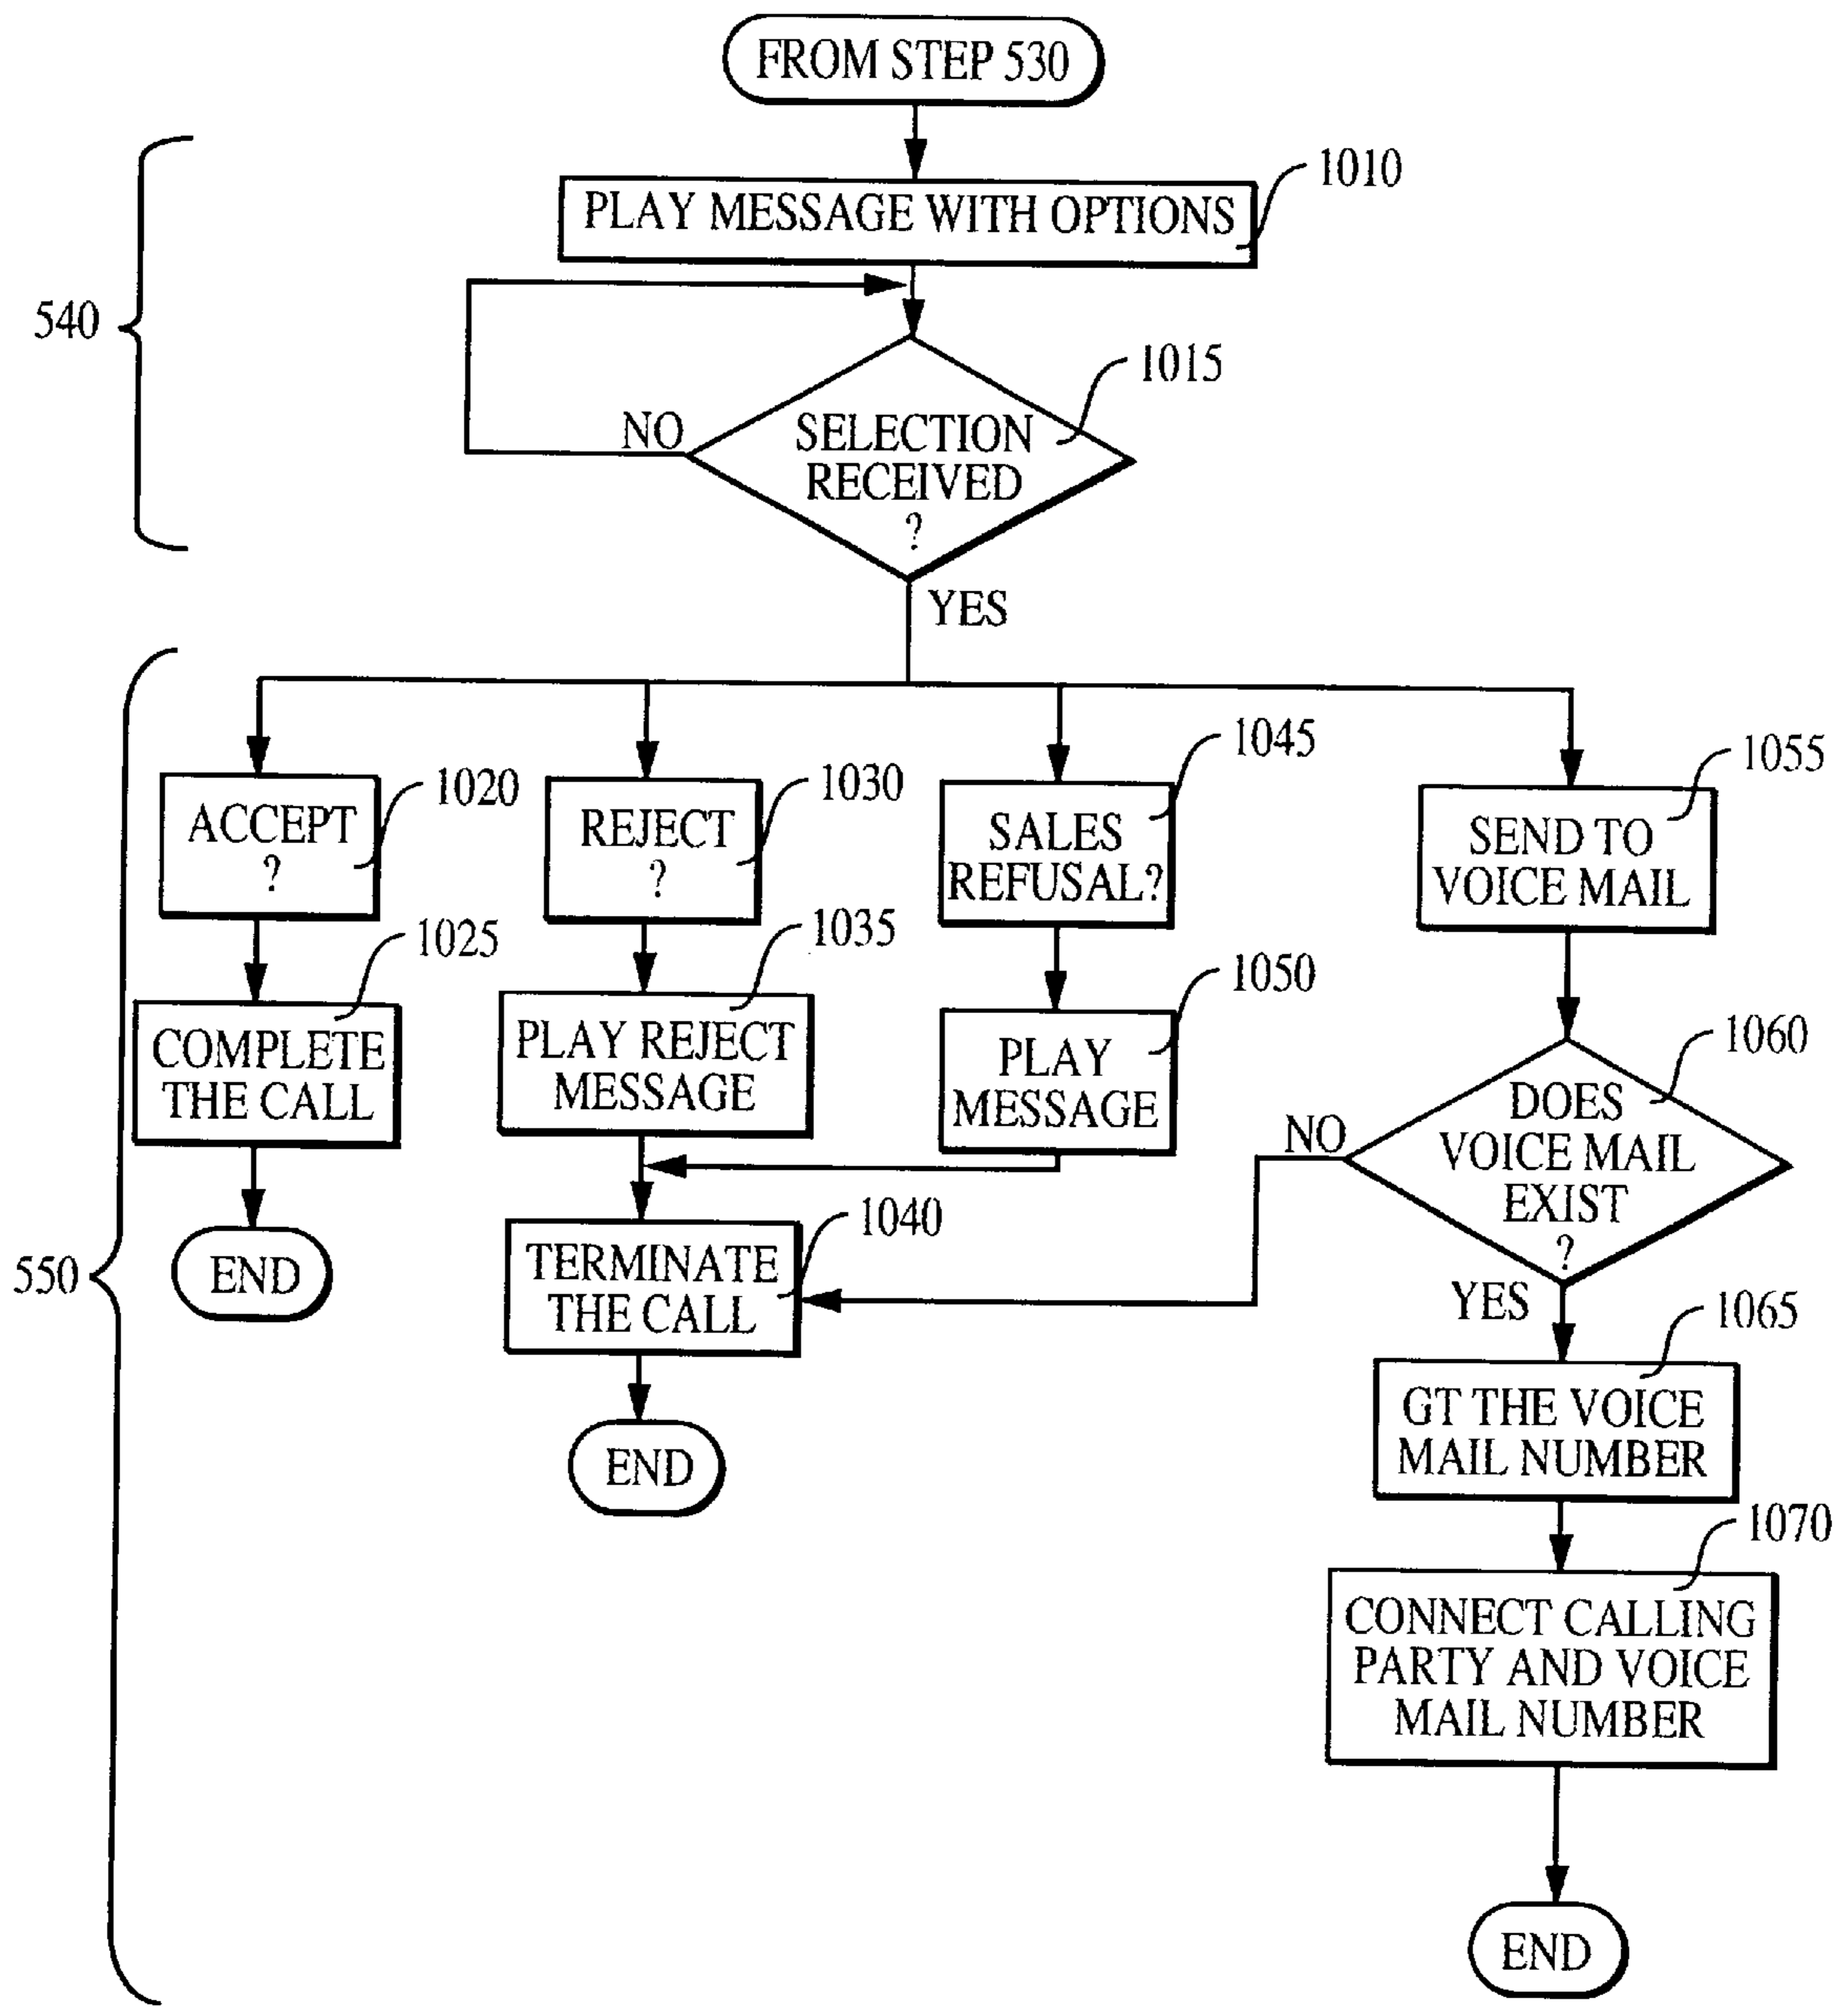 FROM STEP 530
1010
PLAY MESSAGE WITH OPTIONS
540
1015
NO
SELECTION
RECEIVED
?
YES
1045
1055
1020
1030
ACCEPT
?
REJECT
?
SALES
REFUSAL?
SEND TO
VOICE MAIL
1025
1035
1050
1060
COMPLETE
THE CALL
PLAY REJECT
MESSAGE
PLAY
MESSAGE
NO
DOES
VOICE MAIL
EXIST
?
1040
550
END
TERMINATE
THE CALL
YES
1065
GT THE VOICE
MAIL NUMBER
END
1070
CONNECT CALLING
PARTY AND VOICE
MAIL NUMBER
END